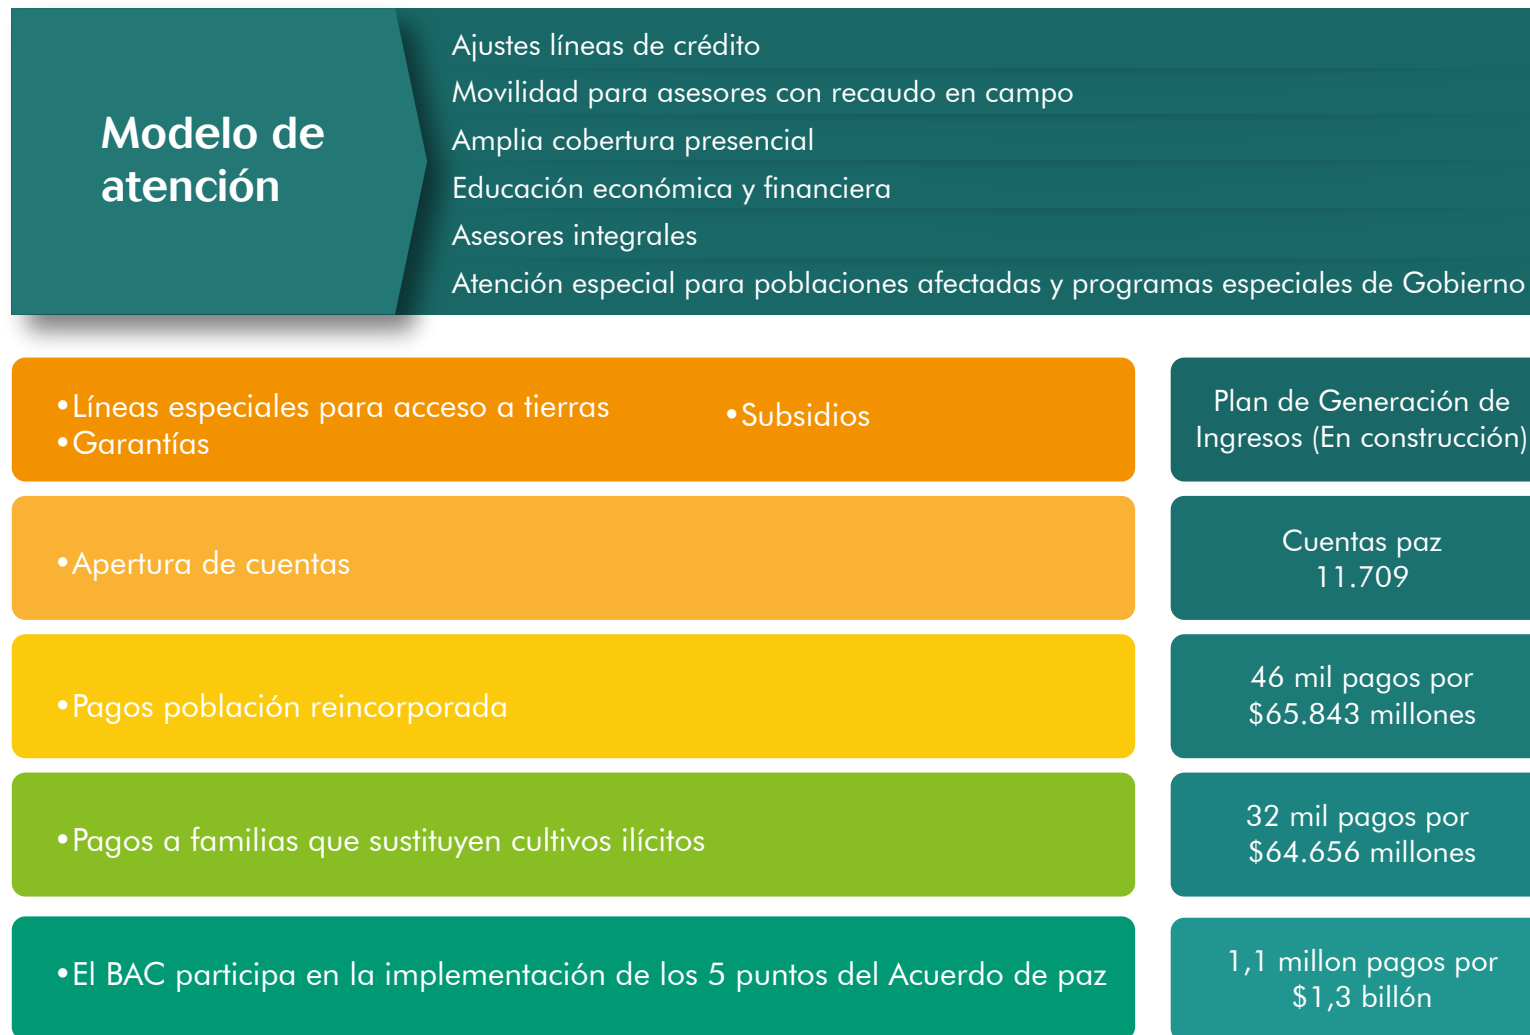 Modelo de
atención
Ajustes líneas de crédito
Movilidad para asesores con recaudo en campo
Amplia cobertura presencial
Educación económica y financiera
Asesores integrales
Atención especial para poblaciones afectadas y programas especiales de Gobierno
•Líneas especiales para acceso a tierras
•Garantías
•Subsidios
Plan de Generación de
Ingresos (En construcción)
•Apertura de cuentas
Cuentas paz
11.709
•Pagos población reincorporada
46 mil pagos por
$65.843 millones
•Pagos a familias que sustituyen cultivos ilícitos
32 mil pagos por
$64.656 millones
•El BAC participa en la implementación de los 5 puntos del Acuerdo de paz
1,1 millon pagos por
$1,3 billón